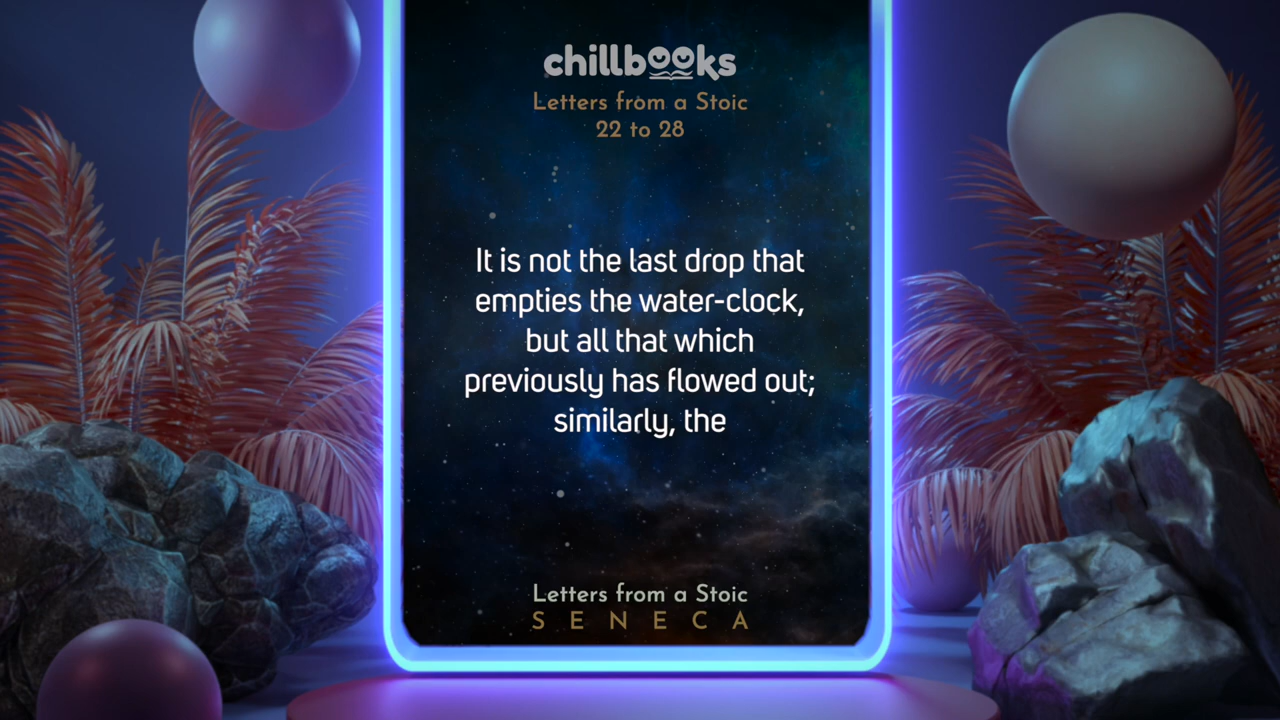 chillbooks
Letters from a Stoic
22 to 28
It is not the last drop that
empties the water-clock,
but all that which
previously has flowed out;
similarly, the
Letters from a Stoic
SENECA